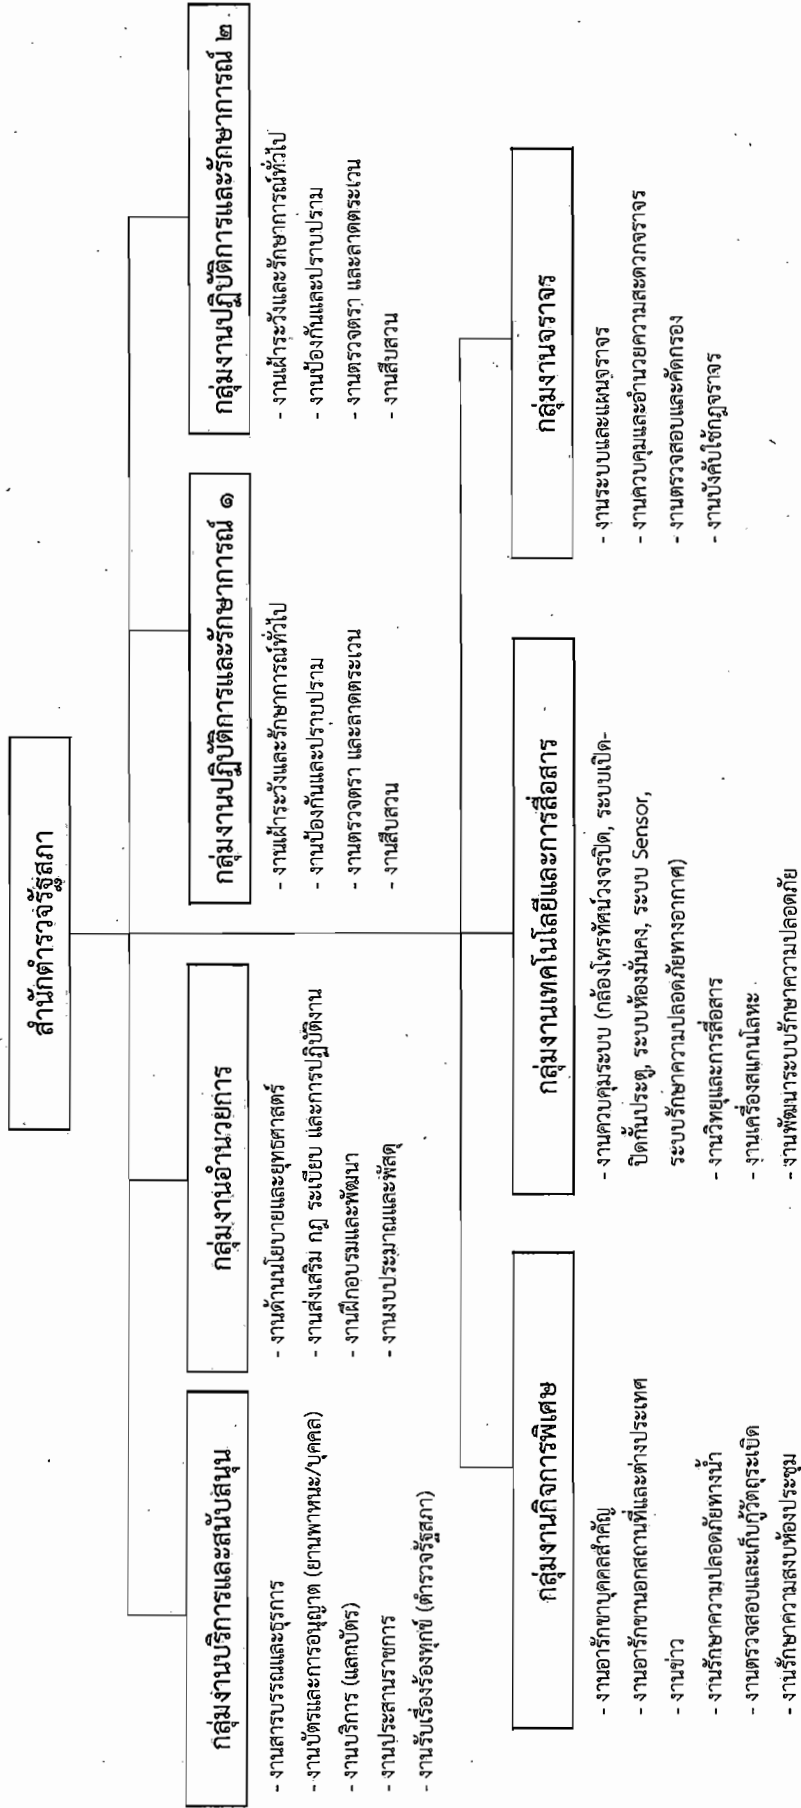 สำนักตำรวจรัฐสภา
กลุ่มงานบริการและสนับสนุน
- งานสารบรรณและธุรการ
- งานบัตรและการอนุญาต (ยานพาหนะ/บุคคล)
- งานบริการ (แลกบัตร)
- งานประสานราชการ
- งานรับเรื่องร้องทุกข์ (ตำรวจรัฐสภา)
กลุ่มงานอำนวยการ
- งานด้านนโยบายและยุทธศาสตร์
- งานส่งเสริม กฎ ระเบียบ และการปฏิบัติงาน
- งานฝึกอบรมและพัฒนา
- งานงบประมาณและพัสดุ
กลุ่มงานปฏิบัติการและรักษาการณ์ ๑
- งานเฝ้าระวังและรักษาการณ์ทั่วไป
- งานป้องกันและปราบปราม
- งานตรวจตรา และลาดตระเวน
- งานสืบสวน
กลุ่มงานปฏิบัติการและรักษาการณ์ ๒
- งานเฝ้าระวังและรักษาการณ์ทั่วไป
- งานป้องกันและปราบปราม
- งานตรวจตรา และลาดตระเวน
- งานสืบสวน
กลุ่มงานกิจการพิเศษ
- งานอารักขาบุคคลสำคัญ
- งานอารักขานอกสถานที่และต่างประเทศ
- งานข่าว
- งานรักษาความปลอดภัยทางน้ำ
- งานตรวจสอบและเก็บกู้วัตถุระเบิด
- งานรักษาความสงบห้องประชุม
กลุ่มงานเทคโนโลยีและการสื่อสาร
- งานควบคุมระบบ (กล้องโทรทัศน์วงจรปิด, ระบบเปิด-
ปิดกั้นประตู, ระบบห้องมั่นคง, ระบบ Sensor,
ระบบรักษาความปลอดภัยทางอากาศ)
- งานวิทยุและการสื่อสาร
- งานเครื่องสแกนโลหะ
- งานพัฒนาระบบรักษาความปลอดภัย
กลุ่มงานจราจร
- งานระบบและแผนจราจร
- งานควบคุมและอำนวยความสะดวกจราจร
- งานตรวจสอบและคัดกรอง
- งานบังคับใช้กฎจราจร